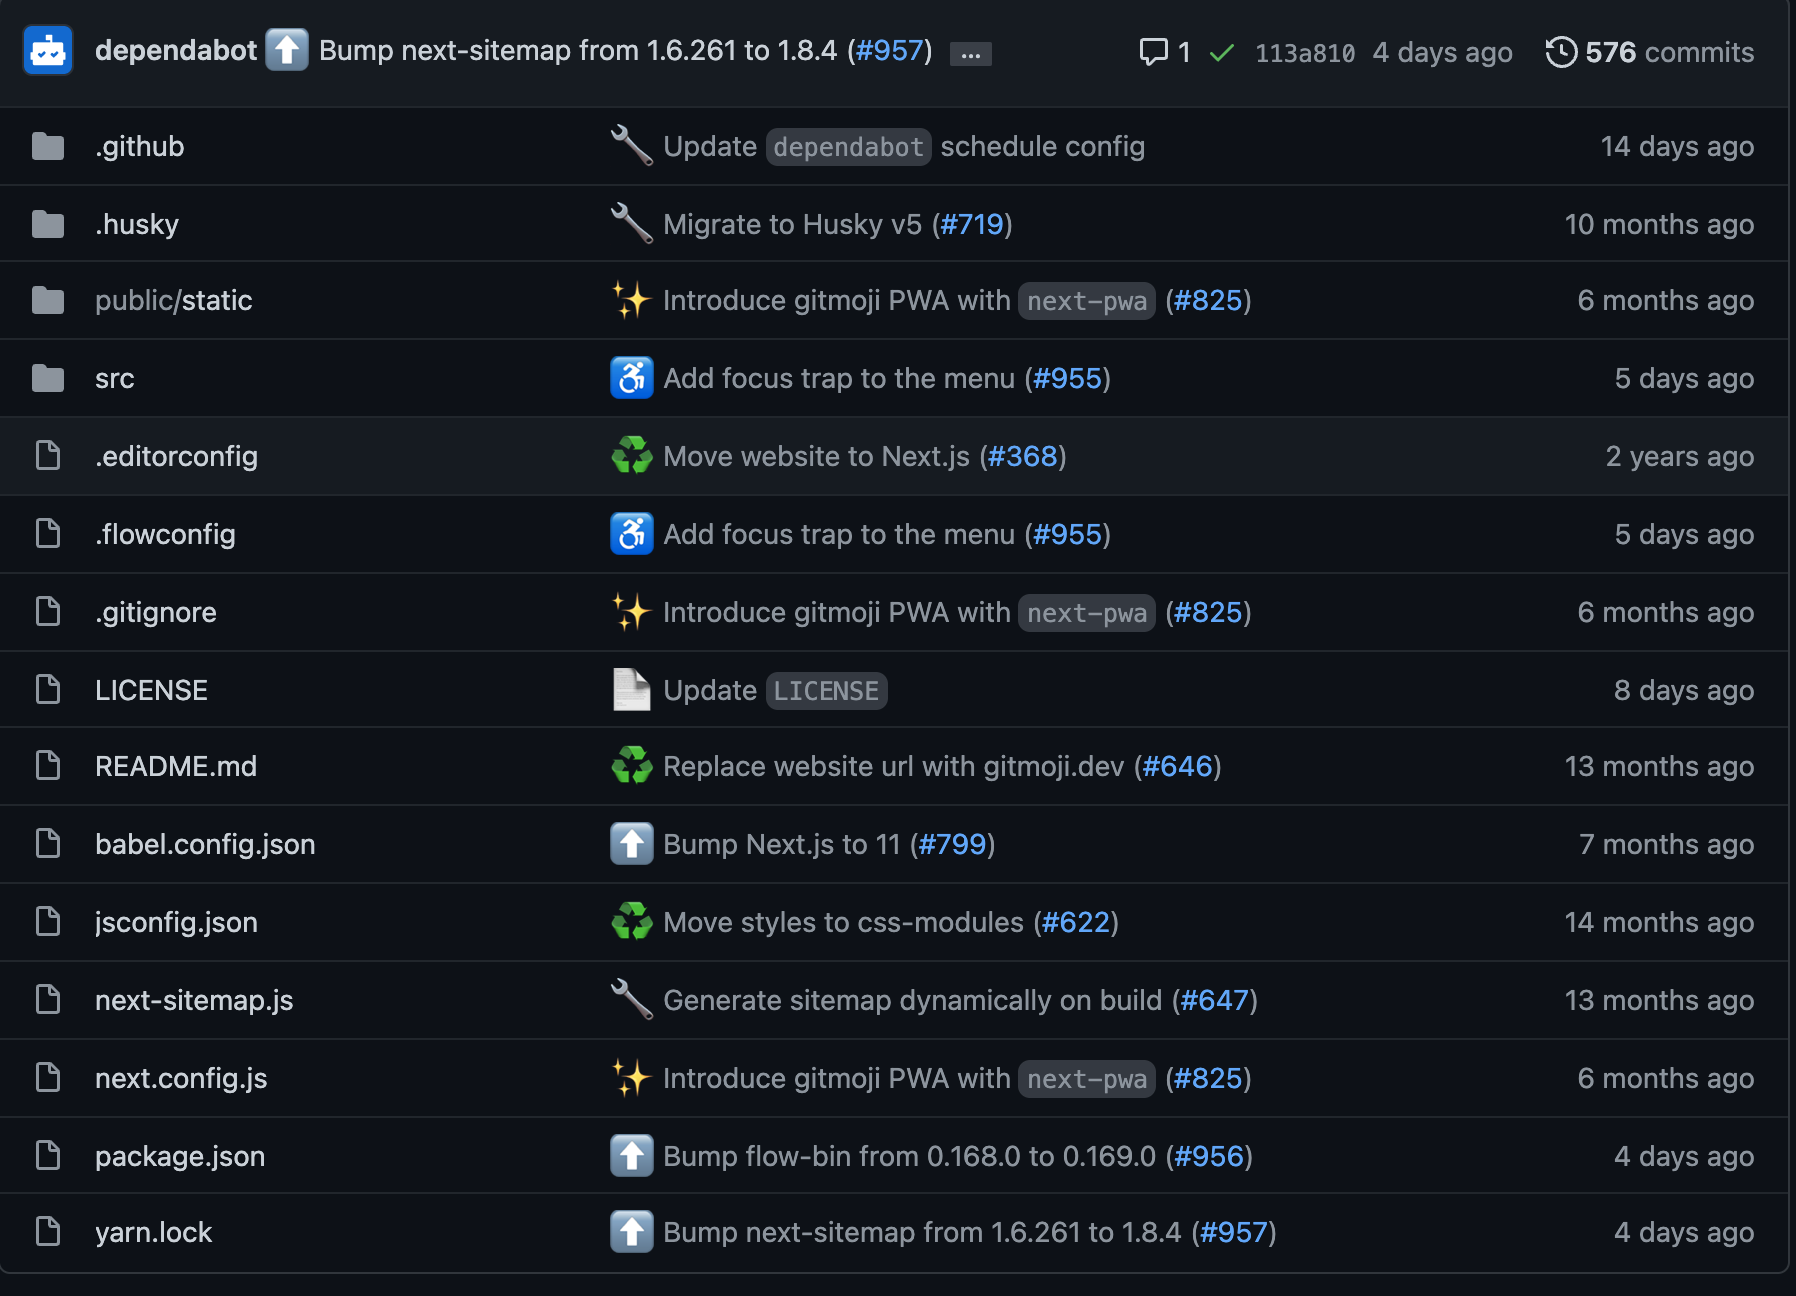 dependabot ⬆️ Bump next-sitemap from 1.6.261 to 1.8.4 (#957) ... 1 ✓ 113a810 4 days ago 576 commits
.github 🔧 Update dependabot schedule config 14 days ago
.husky 🔧 Migrate to Husky v5 (#719) 10 months ago
public/static ✨ Introduce gitmoji PWA with next-pwa (#825) 6 months ago
src ♿ Add focus trap to the menu (#955) 5 days ago
.editorconfig ♻️ Move website to Next.js (#368) 2 years ago
.flowconfig ♿ Add focus trap to the menu (#955) 5 days ago
.gitignore ✨ Introduce gitmoji PWA with next-pwa (#825) 6 months ago
LICENSE 📄 Update LICENSE 8 days ago
README.md ♻️ Replace website url with gitmoji.dev (#646) 13 months ago
babel.config.json ⬆️ Bump Next.js to 11 (#799) 7 months ago
jsconfig.json ♻️ Move styles to css-modules (#622) 14 months ago
next-sitemap.js 🔧 Generate sitemap dynamically on build (#647) 13 months ago
next.config.js ✨ Introduce gitmoji PWA with next-pwa (#825) 6 months ago
package.json ⬆️ Bump flow-bin from 0.168.0 to 0.169.0 (#956) 4 days ago
yarn.lock ⬆️ Bump next-sitemap from 1.6.261 to 1.8.4 (#957) 4 days ago